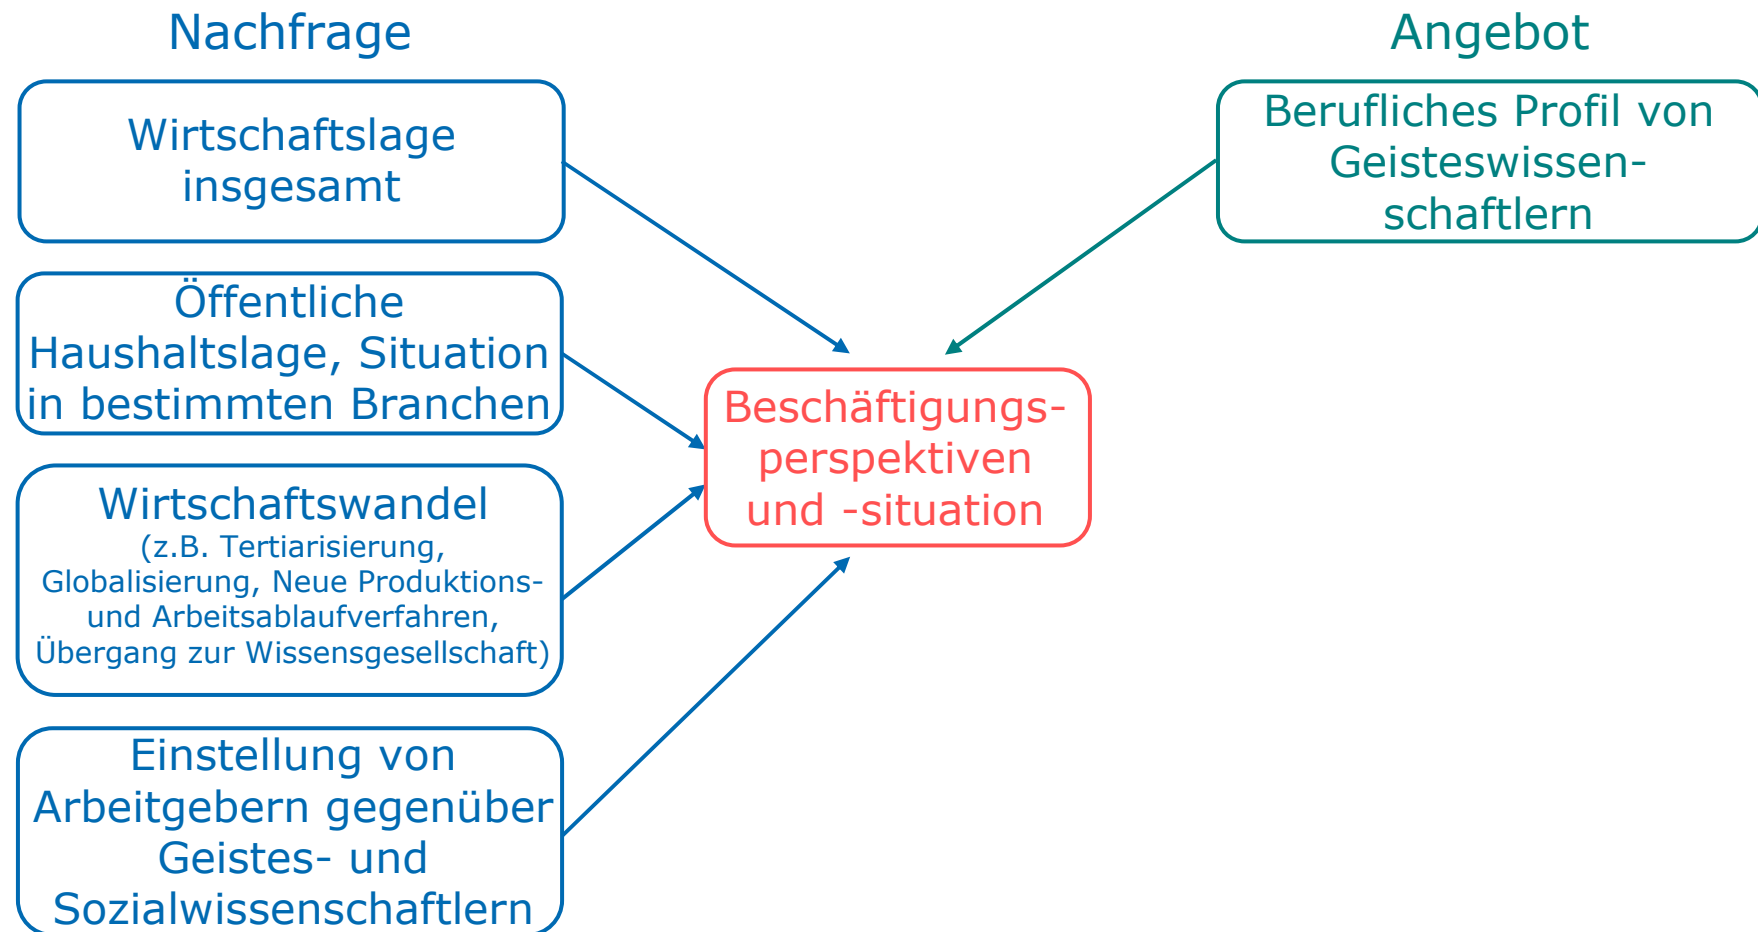 Nachfrage
Wirtschaftslage
insgesamt
Öffentliche
Haushaltslage, Situation
in bestimmten Branchen
Wirtschaftswandel
(z.B. Tertiarisierung,
Globalisierung, Neue Produktions-
und Arbeitsablaufverfahren,
Übergang zur Wissensgesellschaft)
Einstellung von
Arbeitgebern gegenüber
Geistes- und
Sozialwissenschaftlern
Beschäftigungs-
perspektiven
und -situation
Angebot
Berufliches Profil von
Geisteswissen-
schaftlern